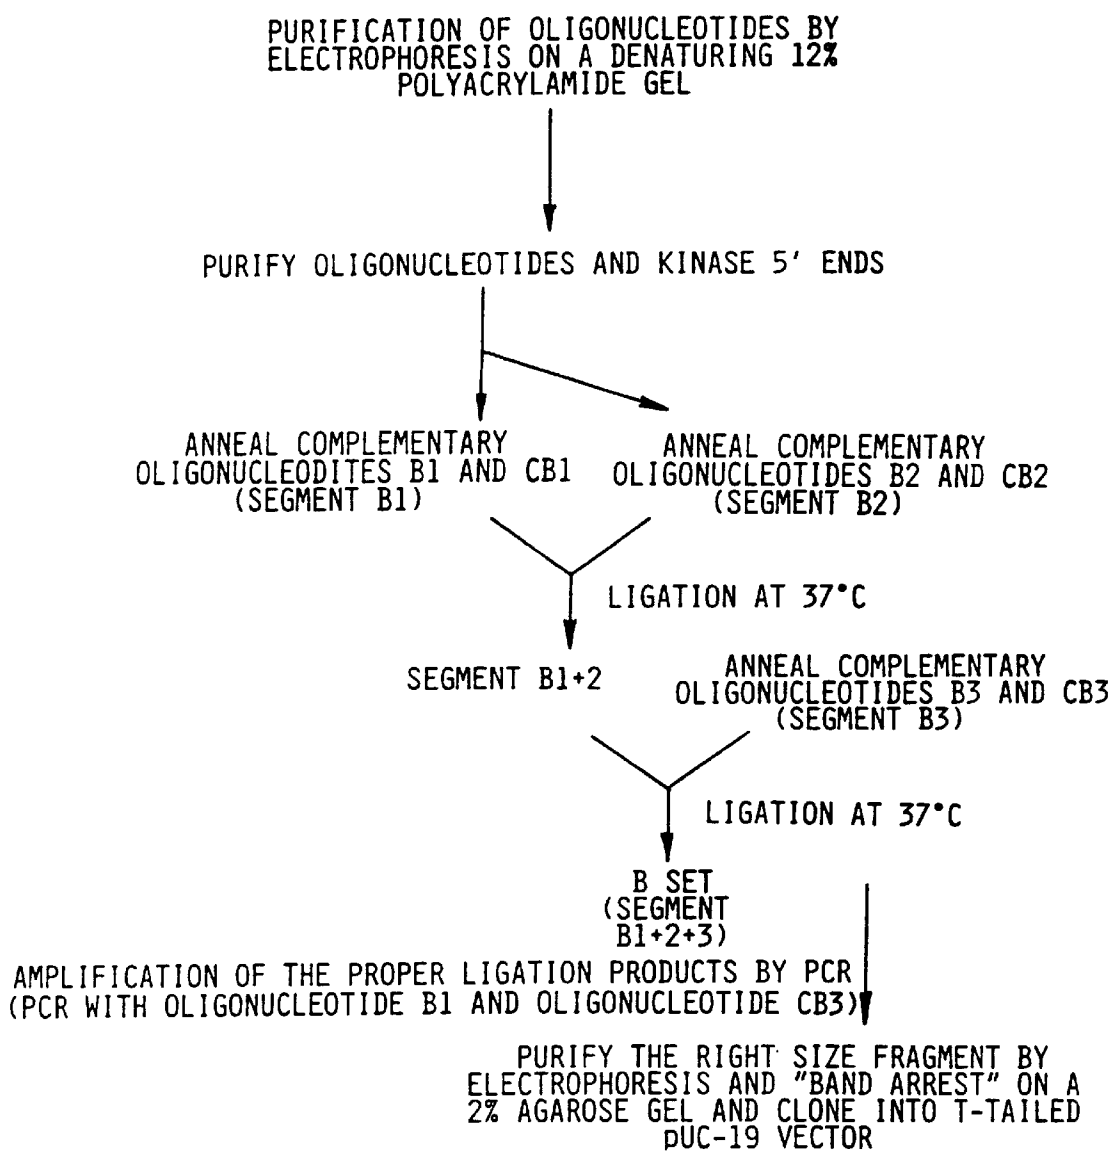 PURIFICATION OF OLIGONUCLEOTIDES BY
ELECTROPHORESIS ON A DENATURING 12%
POLYACRYLAMIDE GEL
PURIFY OLIGONUCLEOTIDES AND KINASE 5' ENDS
ANNEAL COMPLEMENTARY
OLIGONUCLEODITES B1 AND CB1
(SEGMENT B1)
ANNEAL COMPLEMENTARY
OLIGONUCLEOTIDES B2 AND CB2
(SEGMENT B2)
LIGATION AT 37°C
SEGMENT B1+2
ANNEAL COMPLEMENTARY
OLIGONUCLEOTIDES B3 AND CB3
(SEGMENT B3)
LIGATION AT 37°C
B SET
(SEGMENT
B1+2+3)
AMPLIFICATION OF THE PROPER LIGATION PRODUCTS BY PCR
(PCR WITH OLIGONUCLEOTIDE B1 AND OLIGONUCLEOTIDE CB3)
PURIFY THE RIGHT SIZE FRAGMENT BY
ELECTROPHORESIS AND "BAND ARREST" ON A
2% AGAROSE GEL AND CLONE INTO T-TAILED
pUC-19 VECTOR